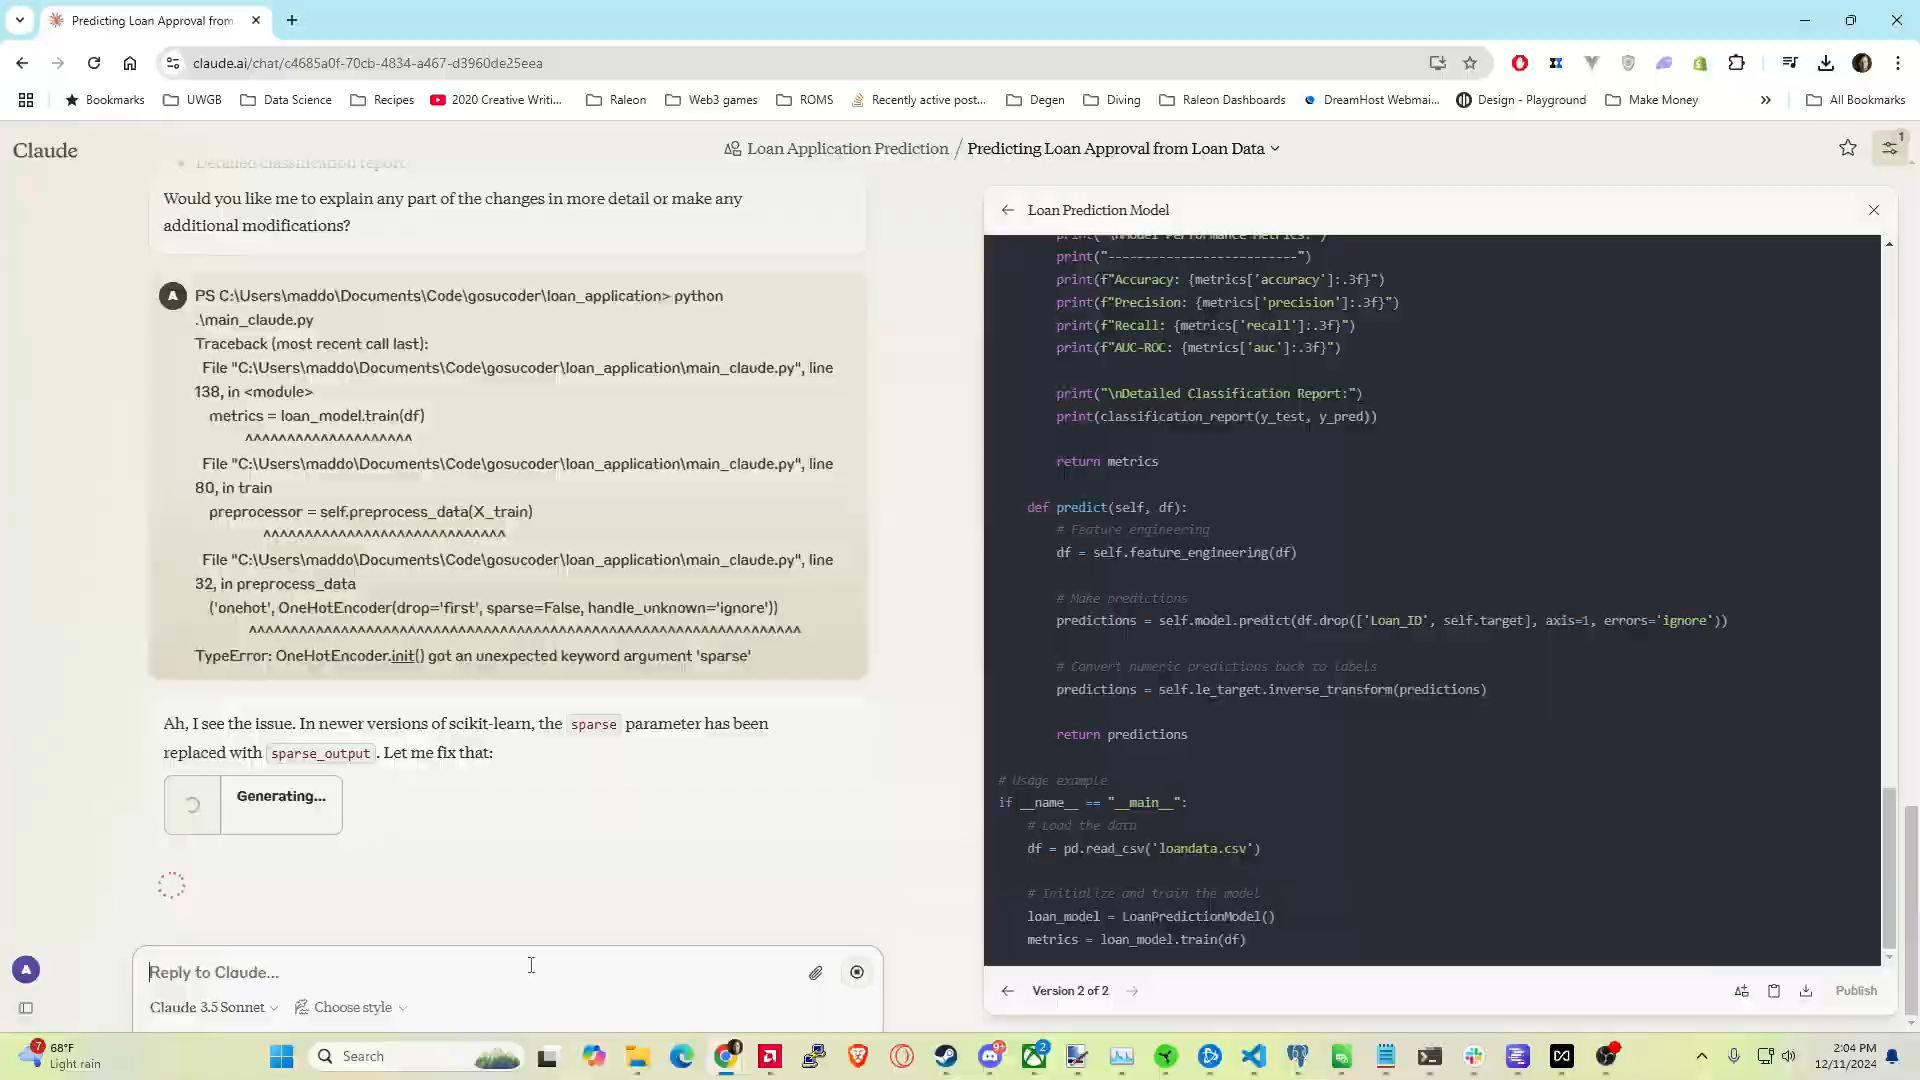 Predicting Loan Approval from
claude.ai/chat/c4685a0f-70cb-4834-a467-d3960de25eea
Bookmarks
UWGB
Data Science
Recipes
2020 Creative Writi...
Raleon
Web3 games
ROMS
Recently active post...
Degen
Diving
Raleon Dashboards
DreamHost Webmai...
Design - Playground
Make Money
»
All Bookmarks
Claude
Loan Application Prediction / Predicting Loan Approval from Loan Data
1
Detailed classification report
Would you like me to explain any part of the changes in more detail or make any
additional modifications?
A
PS C:\Users\maddo\Documents\Code\gosucoder\loan_application> python
.\main_claude.py
Traceback (most recent call last):
File "C:\Users\maddo\Documents\Code\gosucoder\loan_application\main_claude.py", line
138, in <module>
metrics = loan_model.train(df)
^^^^^^^^^^^^^^^^^^^^
File "C:\Users\maddo\Documents\Code\gosucoder\loan_application\main_claude.py", line
80, in train
preprocessor = self.preprocess_data(X_train)
^^^^^^^^^^^^^^^^^^^^^^^^^^^^^
File "C:\Users\maddo\Documents\Code\gosucoder\loan_application\main_claude.py", line
32, in preprocess_data
('onehot', OneHotEncoder(drop='first', sparse=False, handle_unknown='ignore'))
^^^^^^^^^^^^^^^^^^^^^^^^^^^^^^^^^^^^^^^^^^^^^^^^^^^^^^^^^^^^^^^^^
TypeError: OneHotEncoder.init() got an unexpected keyword argument 'sparse'
Ah, I see the issue. In newer versions of scikit-learn, the sparse parameter has been
replaced with sparse_output. Let me fix that:
Generating...
A
Reply to Claude...
Claude 3.5 Sonnet
Choose style
Loan Prediction Model
print("\nModel Performance Metrics:")
print("--------------------------")
print(f"Accuracy: {metrics['accuracy']:.3f}")
print(f"Precision: {metrics['precision']:.3f}")
print(f"Recall: {metrics['recall']:.3f}")
print(f"AUC-ROC: {metrics['auc']:.3f}")
print("\nDetailed Classification Report:")
print(classification_report(y_test, y_pred))
return metrics
def predict(self, df):
# Feature engineering
df = self.feature_engineering(df)
# Make predictions
predictions = self.model.predict(df.drop(['Loan_ID', self.target], axis=1, errors='ignore'))
# Convert numeric predictions back to labels
predictions = self.le_target.inverse_transform(predictions)
return predictions
# Usage example
if __name__ == "__main__":
# Load the data
df = pd.read_csv('loandata.csv')
# Initialize and train the model
loan_model = LoanPredictionModel()
metrics = loan_model.train(df)
Version 2 of 2
Publish
7
68°F
Light rain
Search
9+
2
2:04 PM
12/11/2024